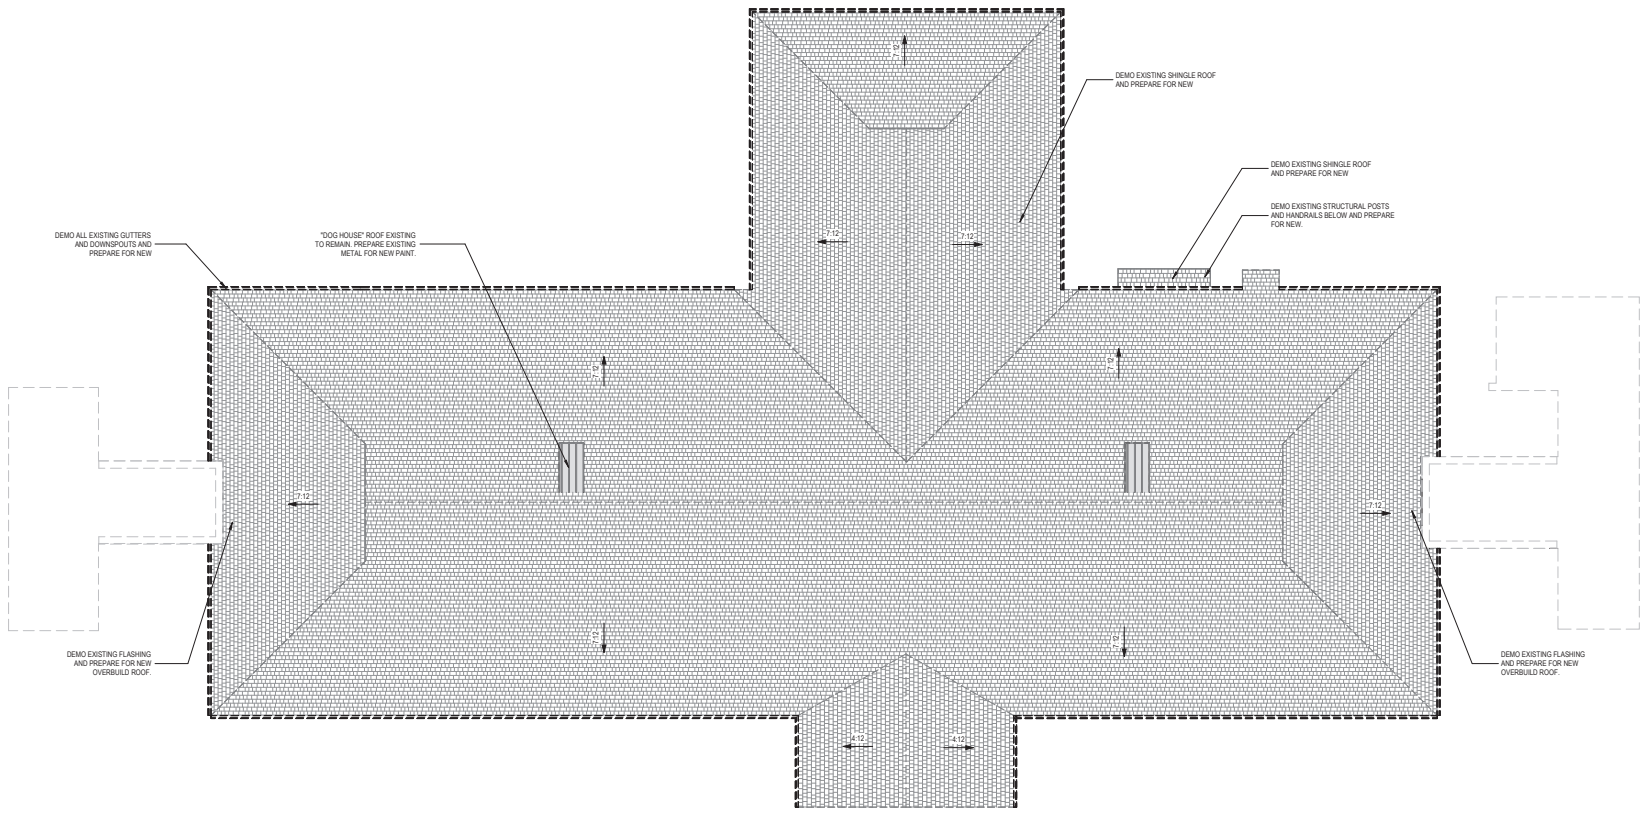 7:12
DEMO EXISTING SHINGLE ROOF
AND PREPARE FOR NEW
DEMO EXISTING SHINGLE ROOF
AND PREPARE FOR NEW
DEMO EXISTING STRUCTURAL POSTS
AND HANDRAILS BELOW AND PREPARE
FOR NEW.
DEMO ALL EXISTING GUTTERS
AND DOWNSPOUTS AND
PREPARE FOR NEW
"DOG HOUSE" ROOF EXISTING
TO REMAIN. PREPARE EXISTING
METAL FOR NEW PAINT.
7:12
7:12
7:12
7:12
7:12
7:12
7:12
7:12
DEMO EXISTING FLASHING
AND PREPARE FOR NEW
OVERBUILD ROOF.
DEMO EXISTING FLASHING
AND PREPARE FOR NEW
OVERBUILD ROOF.
4:12
4:12